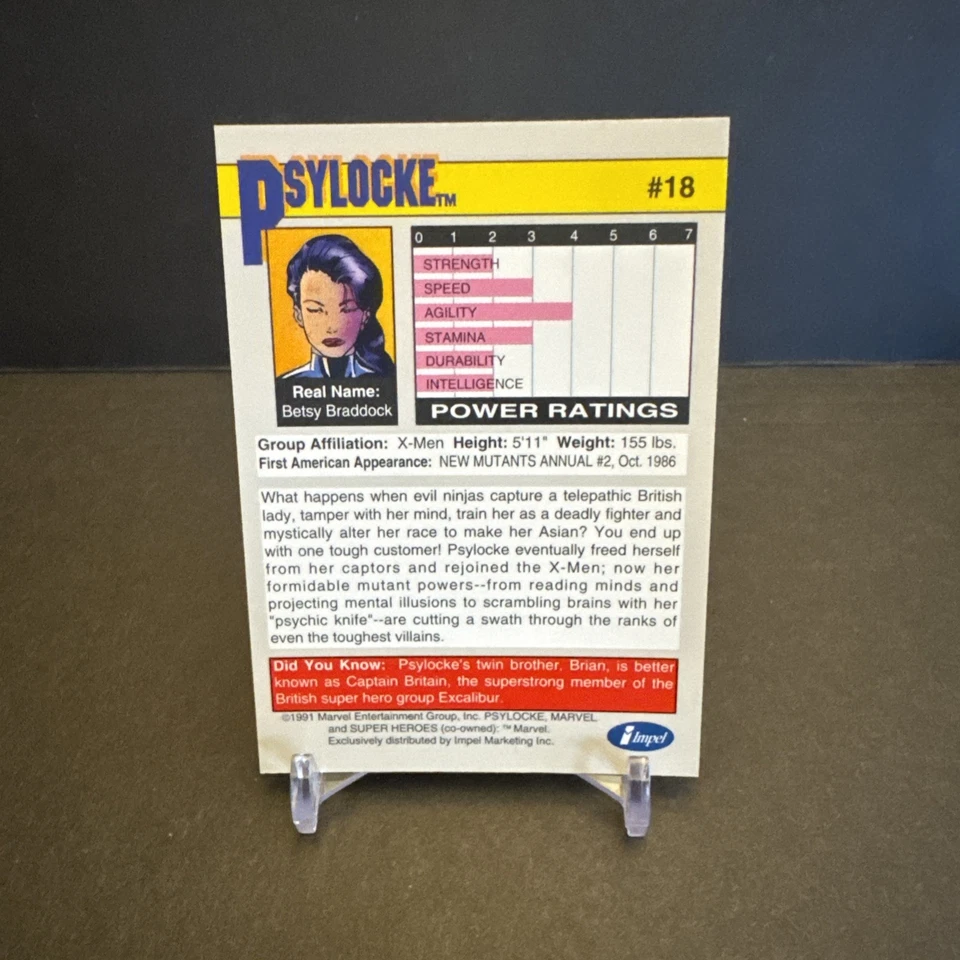 PSYLOCKE™
#18
0 1 2 3 4 5 6 7
STRENGTH
SPEED
AGILITY
STAMINA
DURABILITY
INTELLIGENCE
POWER RATINGS
Real Name:
Betsy Braddock
Group Affiliation: X-Men Height: 5'11" Weight: 155 lbs.
First American Appearance: NEW MUTANTS ANNUAL #2, Oct. 1986
What happens when evil ninjas capture a telepathic British
lady, tamper with her mind, train her as a deadly fighter and
mystically alter her race to make her Asian? You end up
with one tough customer! Psylocke eventually freed herself
from her captors and rejoined the X-Men; now her
formidable mutant powers--from reading minds and
projecting mental illusions to scrambling brains with her
"psychic knife"--are cutting a swath through the ranks of
even the toughest villains.
Did You Know: Psylocke's twin brother, Brian, is better
known as Captain Britain, the superstrong member of the
British super hero group Excalibur.
©1991 Marvel Entertainment Group, Inc. PSYLOCKE, MARVEL
and SUPER HEROES (co-owned): ™ Marvel.
Exclusively distributed by Impel Marketing Inc.
Impel